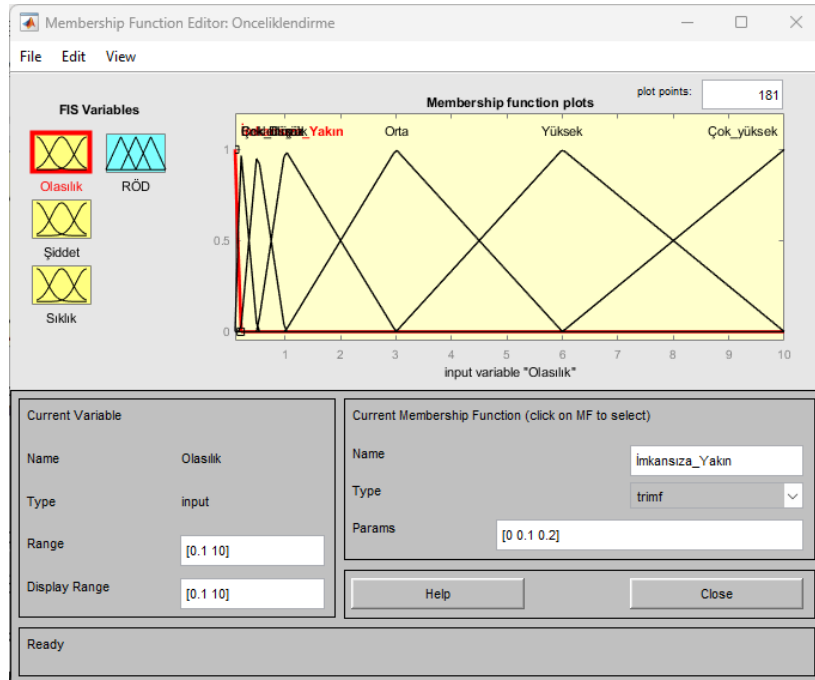 Membership Function Editor: Onceliklendirme
File Edit View
FIS Variables
Olasılık
RÖD
Şiddet
Sıklık
Membership function plots
plot points:
181
Yakın Orta Yüksek Çok_yüksek
1
0.5
0
1 2 3 4 5 6 7 8 9 10
input variable "Olasılık"
Current Variable
Name Olasılık
Type input
Range [0.1 10]
Display Range [0.1 10]
Current Membership Function (click on MF to select)
Name İmkansıza_Yakın
Type trimf
Params [0 0.1 0.2]
Help Close
Ready